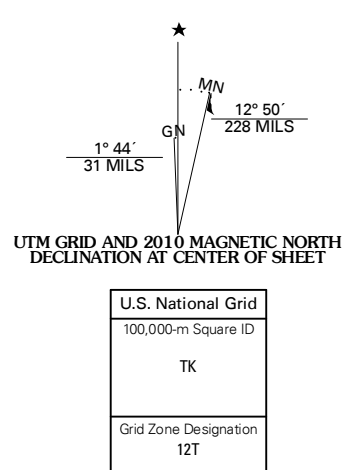 MN
GN
12° 50´
228 MILS
1° 44´
31 MILS
UTM GRID AND 2010 MAGNETIC NORTH
DECLINATION AT CENTER OF SHEET
U.S. National Grid
100,000-m Square ID
TK
Grid Zone Designation
12T